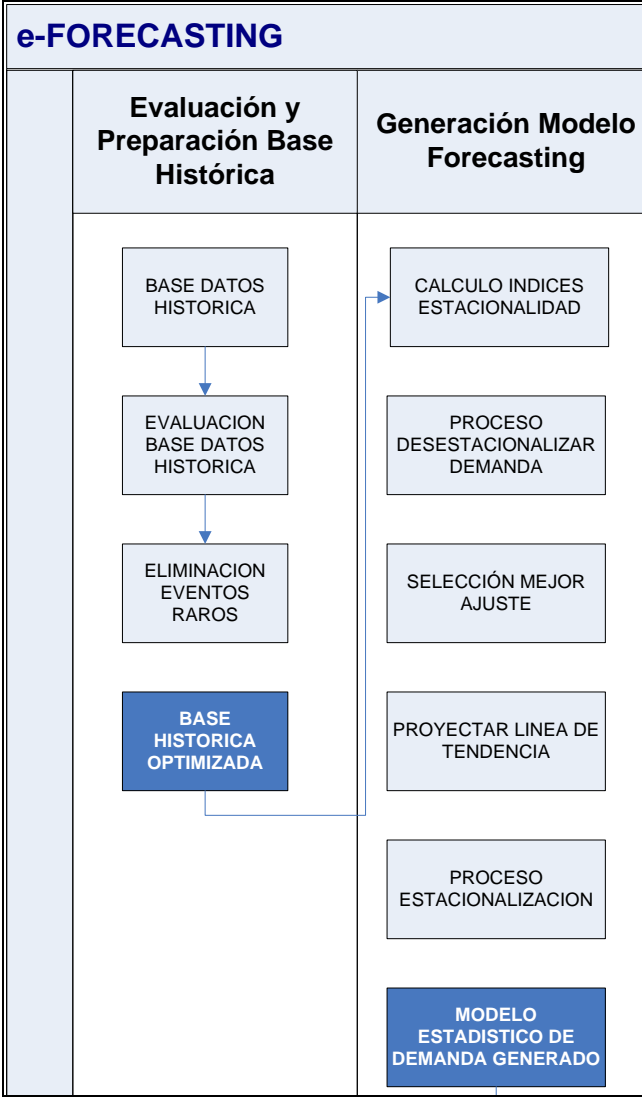 e-FORECASTING
Evaluación y
Preparación Base
Histórica
Generación Modelo
Forecasting
BASE DATOS
HISTORICA
EVALUACION
BASE DATOS
HISTORICA
ELIMINACION
EVENTOS
RAROS
BASE
HISTORICA
OPTIMIZADA
CALCULO INDICES
ESTACIONALIDAD
PROCESO
DESESTACIONALIZAR
DEMANDA
SELECCIÓN MEJOR
AJUSTE
PROYECTAR LINEA DE
TENDENCIA
PROCESO
ESTACIONALIZACION
MODELO
ESTADISTICO DE
DEMANDA GENERADO